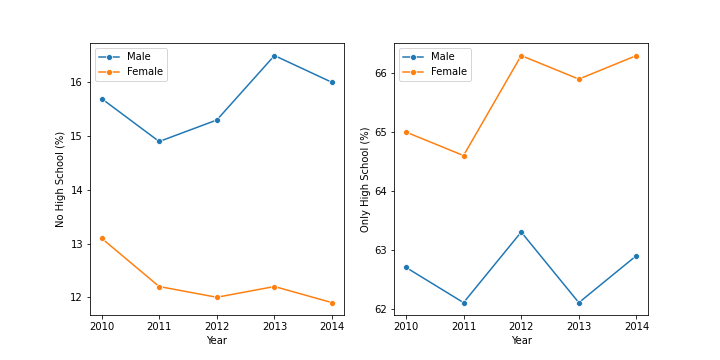 Male
Female
16
15
14
13
12
No High School (%)
2010 2011 2012 2013 2014
Year
Male
Female
66
65
64
63
62
Only High School (%)
2010 2011 2012 2013 2014
Year